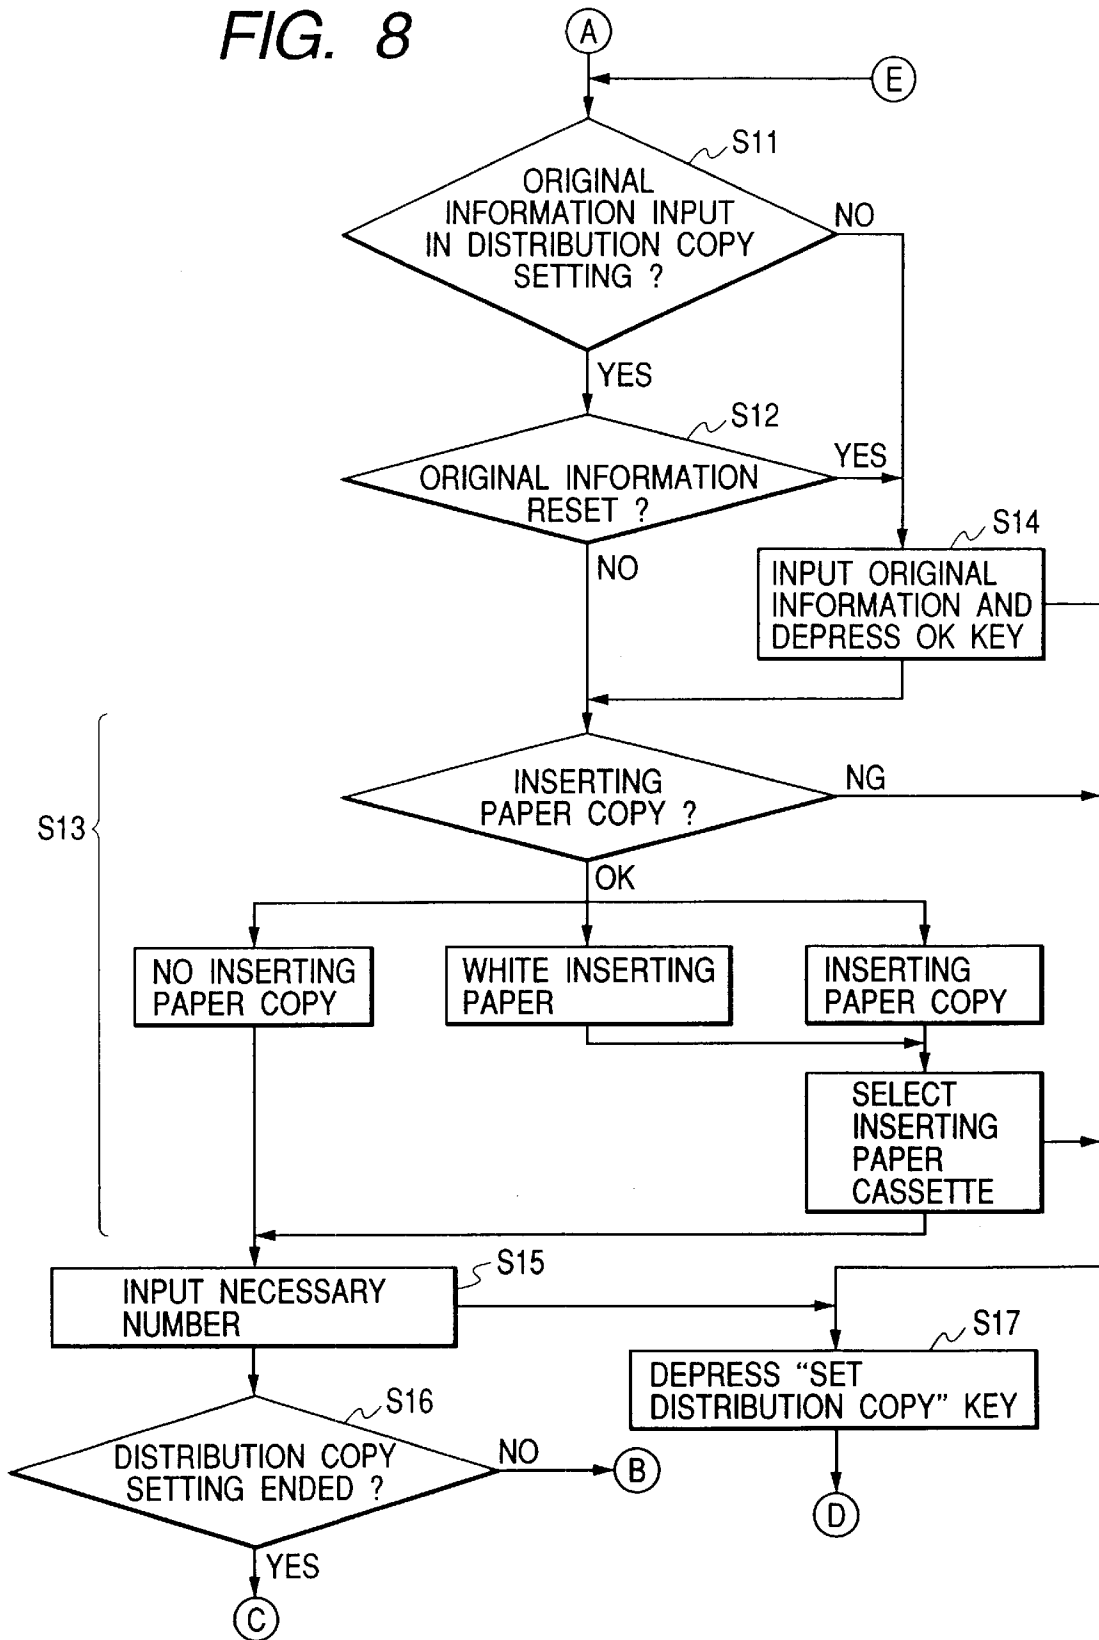 FIG. 8
A
E
S11
ORIGINAL
INFORMATION INPUT
IN DISTRIBUTION COPY
SETTING ?
NO
YES
S12
ORIGINAL INFORMATION
RESET ?
YES
NO
S14
INPUT ORIGINAL
INFORMATION AND
DEPRESS OK KEY
S13
INSERTING
PAPER COPY ?
NG
OK
NO INSERTING
PAPER COPY
WHITE INSERTING
PAPER
INSERTING
PAPER COPY
SELECT
INSERTING
PAPER
CASSETTE
S15
INPUT NECESSARY
NUMBER
S17
DEPRESS “SET
DISTRIBUTION COPY” KEY
S16
DISTRIBUTION COPY
SETTING ENDED ?
NO
B
D
YES
C